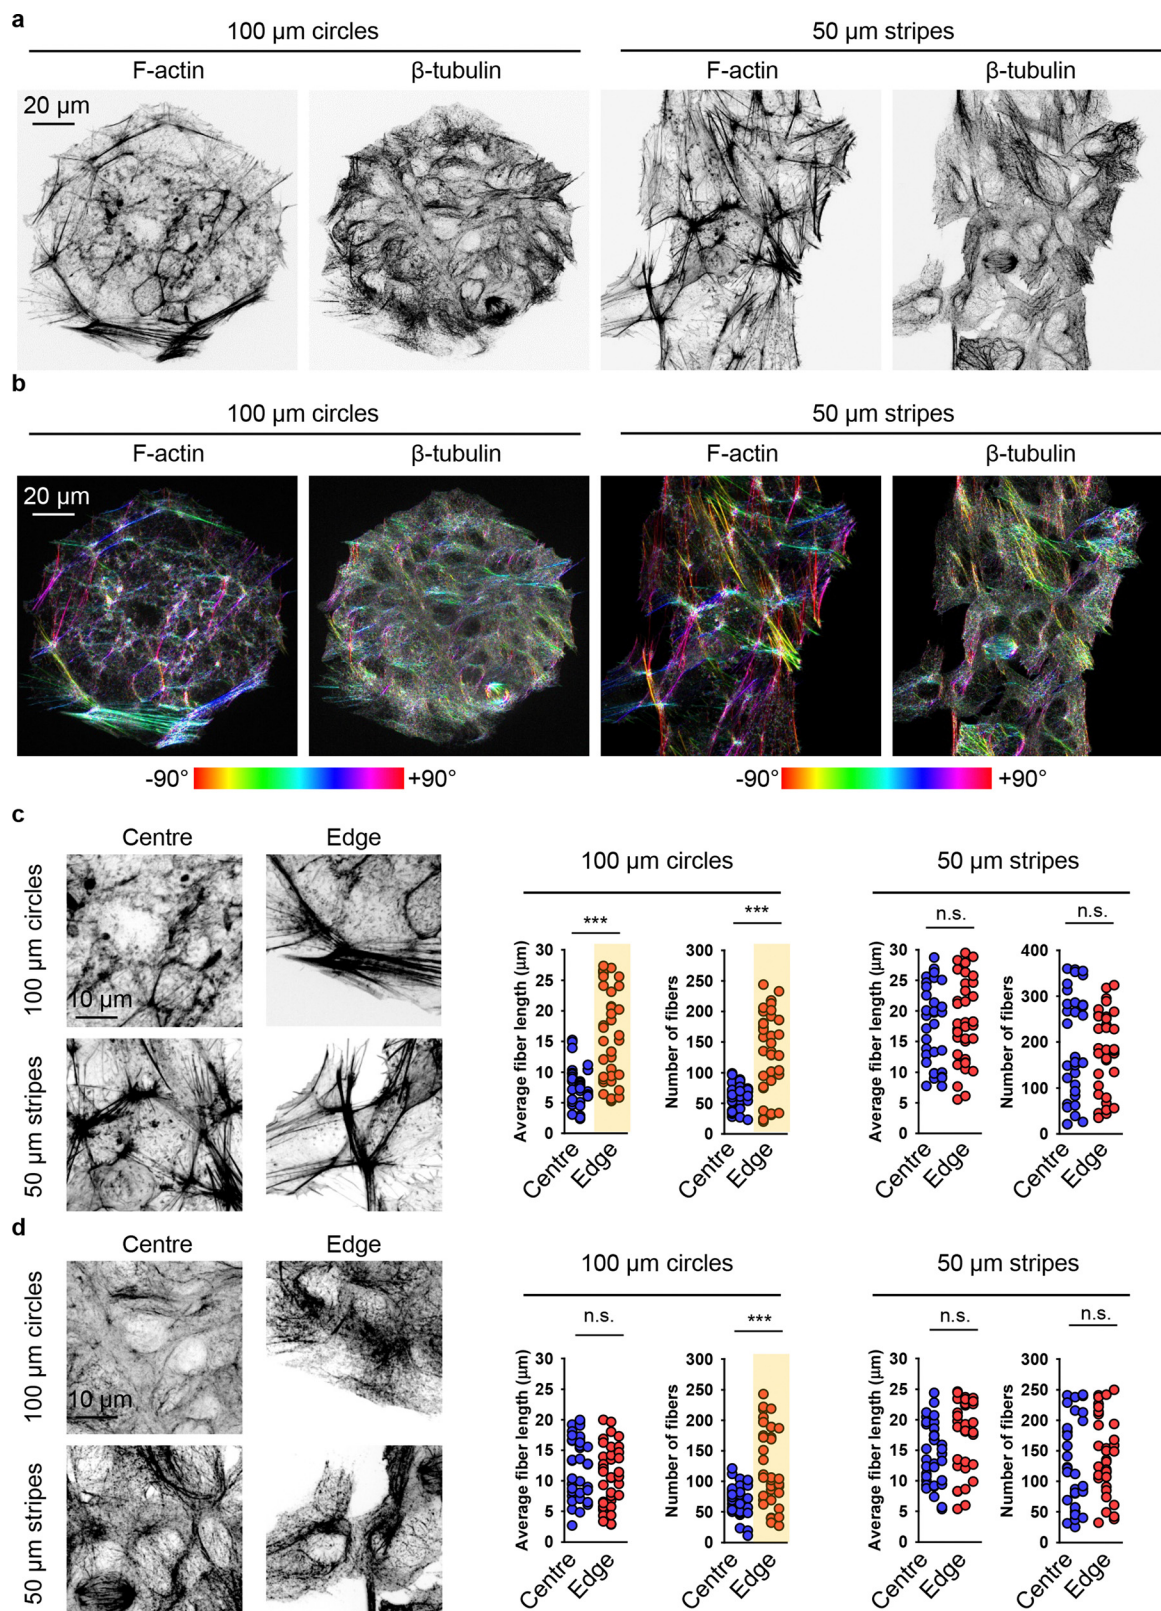 a
100 µm circles 50 µm stripes
F-actin β-tubulin F-actin β-tubulin
20 µm
b
100 µm circles 50 µm stripes
F-actin β-tubulin F-actin β-tubulin
20 µm
-90° +90° -90° +90°
c
Centre Edge
100 µm circles
10 µm
50 µm stripes
100 µm circles 50 µm stripes
*** *** n.s. n.s.
Average fiber length (µm)
30
25
20
15
10
5
0
Centre Edge
Number of fibers
300
250
200
150
100
50
0
Centre Edge
Average fiber length (µm)
30
25
20
15
10
5
0
Centre Edge
Number of fibers
400
300
200
100
0
Centre Edge
d
Centre Edge
100 µm circles
10 µm
50 µm stripes
100 µm circles 50 µm stripes
n.s. *** n.s. n.s.
Average fiber length (µm)
30
25
20
15
10
5
0
Centre Edge
Number of fibers
300
250
200
150
100
50
0
Centre Edge
Average fiber length (µm)
30
25
20
15
10
5
0
Centre Edge
Number of fibers
300
250
200
150
100
50
0
Centre Edge